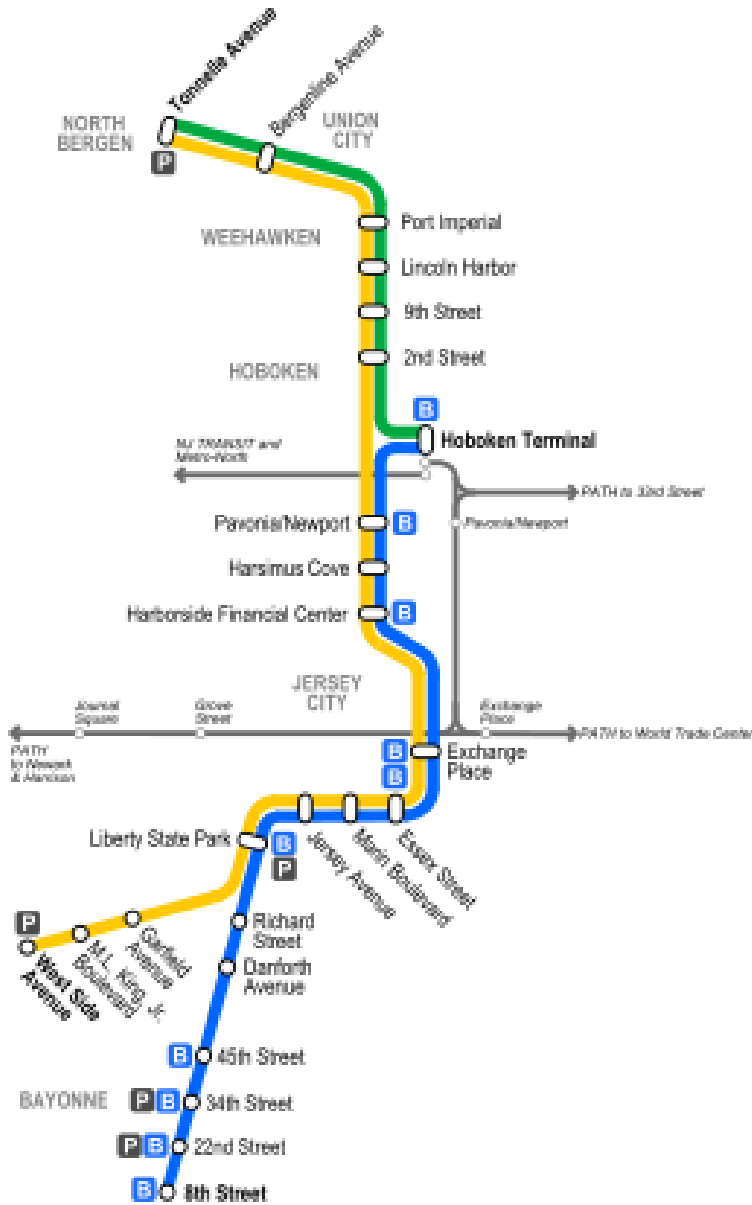 Tonnelle Avenue
Bergenline Avenue
NORTH
BERGEN
UNION
CITY
P
Port Imperial
WEEHAWKEN
Lincoln Harbor
9th Street
2nd Street
HOBOKEN
B
Hoboken Terminal
NJ TRANSIT and
Metro-North
PATH to 33rd Street
Pavonia/Newport
B
Pavonia/Newport
Harsimus Cove
Harborside Financial Center
B
JERSEY
CITY
Journal
Square
Grove
Street
Exchange
Place
PATH
to Newark
& Harrison
PATH to World Trade Center
B
Exchange
Place
B
Liberty State Park
B
P
Jersey Avenue
Marin Boulevard
Essex Street
P
West Side
Avenue
M.L. King, Jr.
Boulevard
Garfield
Avenue
Richard
Street
Danforth
Avenue
B
45th Street
BAYONNE
P
B
34th Street
P
B
22nd Street
B
8th Street